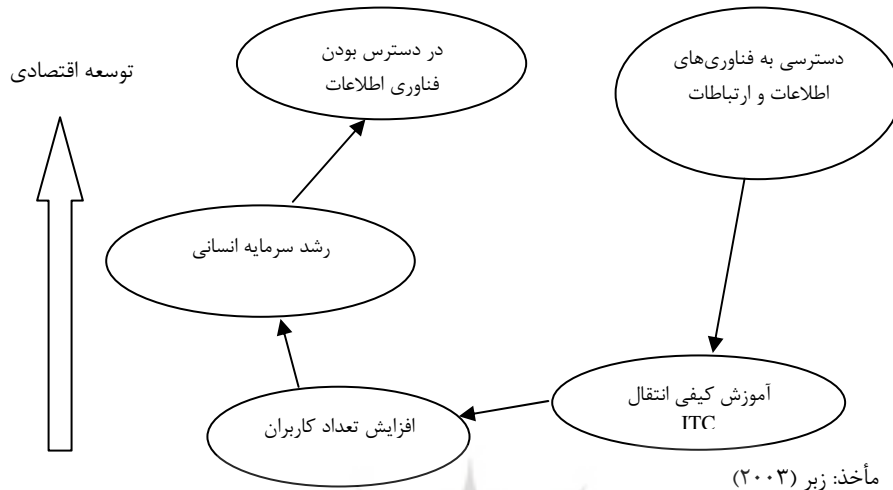 دسترسی به فناوری‌های
اطلاعات و ارتباطات
در دسترس بودن
فناوری اطلاعات
توسعه اقتصادی
رشد سرمایه انسانی
آموزش کیفی انتقال
ITC
افزایش تعداد کاربران
مأخذ: زبر (۲۰۰۳)